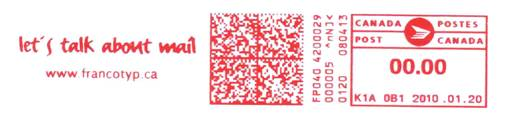 let's talk about mail
www.francotyp.ca
FP040 4200029
000005 ^nN]<
0120 080413
CANADA POSTES
POST CANADA
00.00
K1A 0B1 2010.01.20